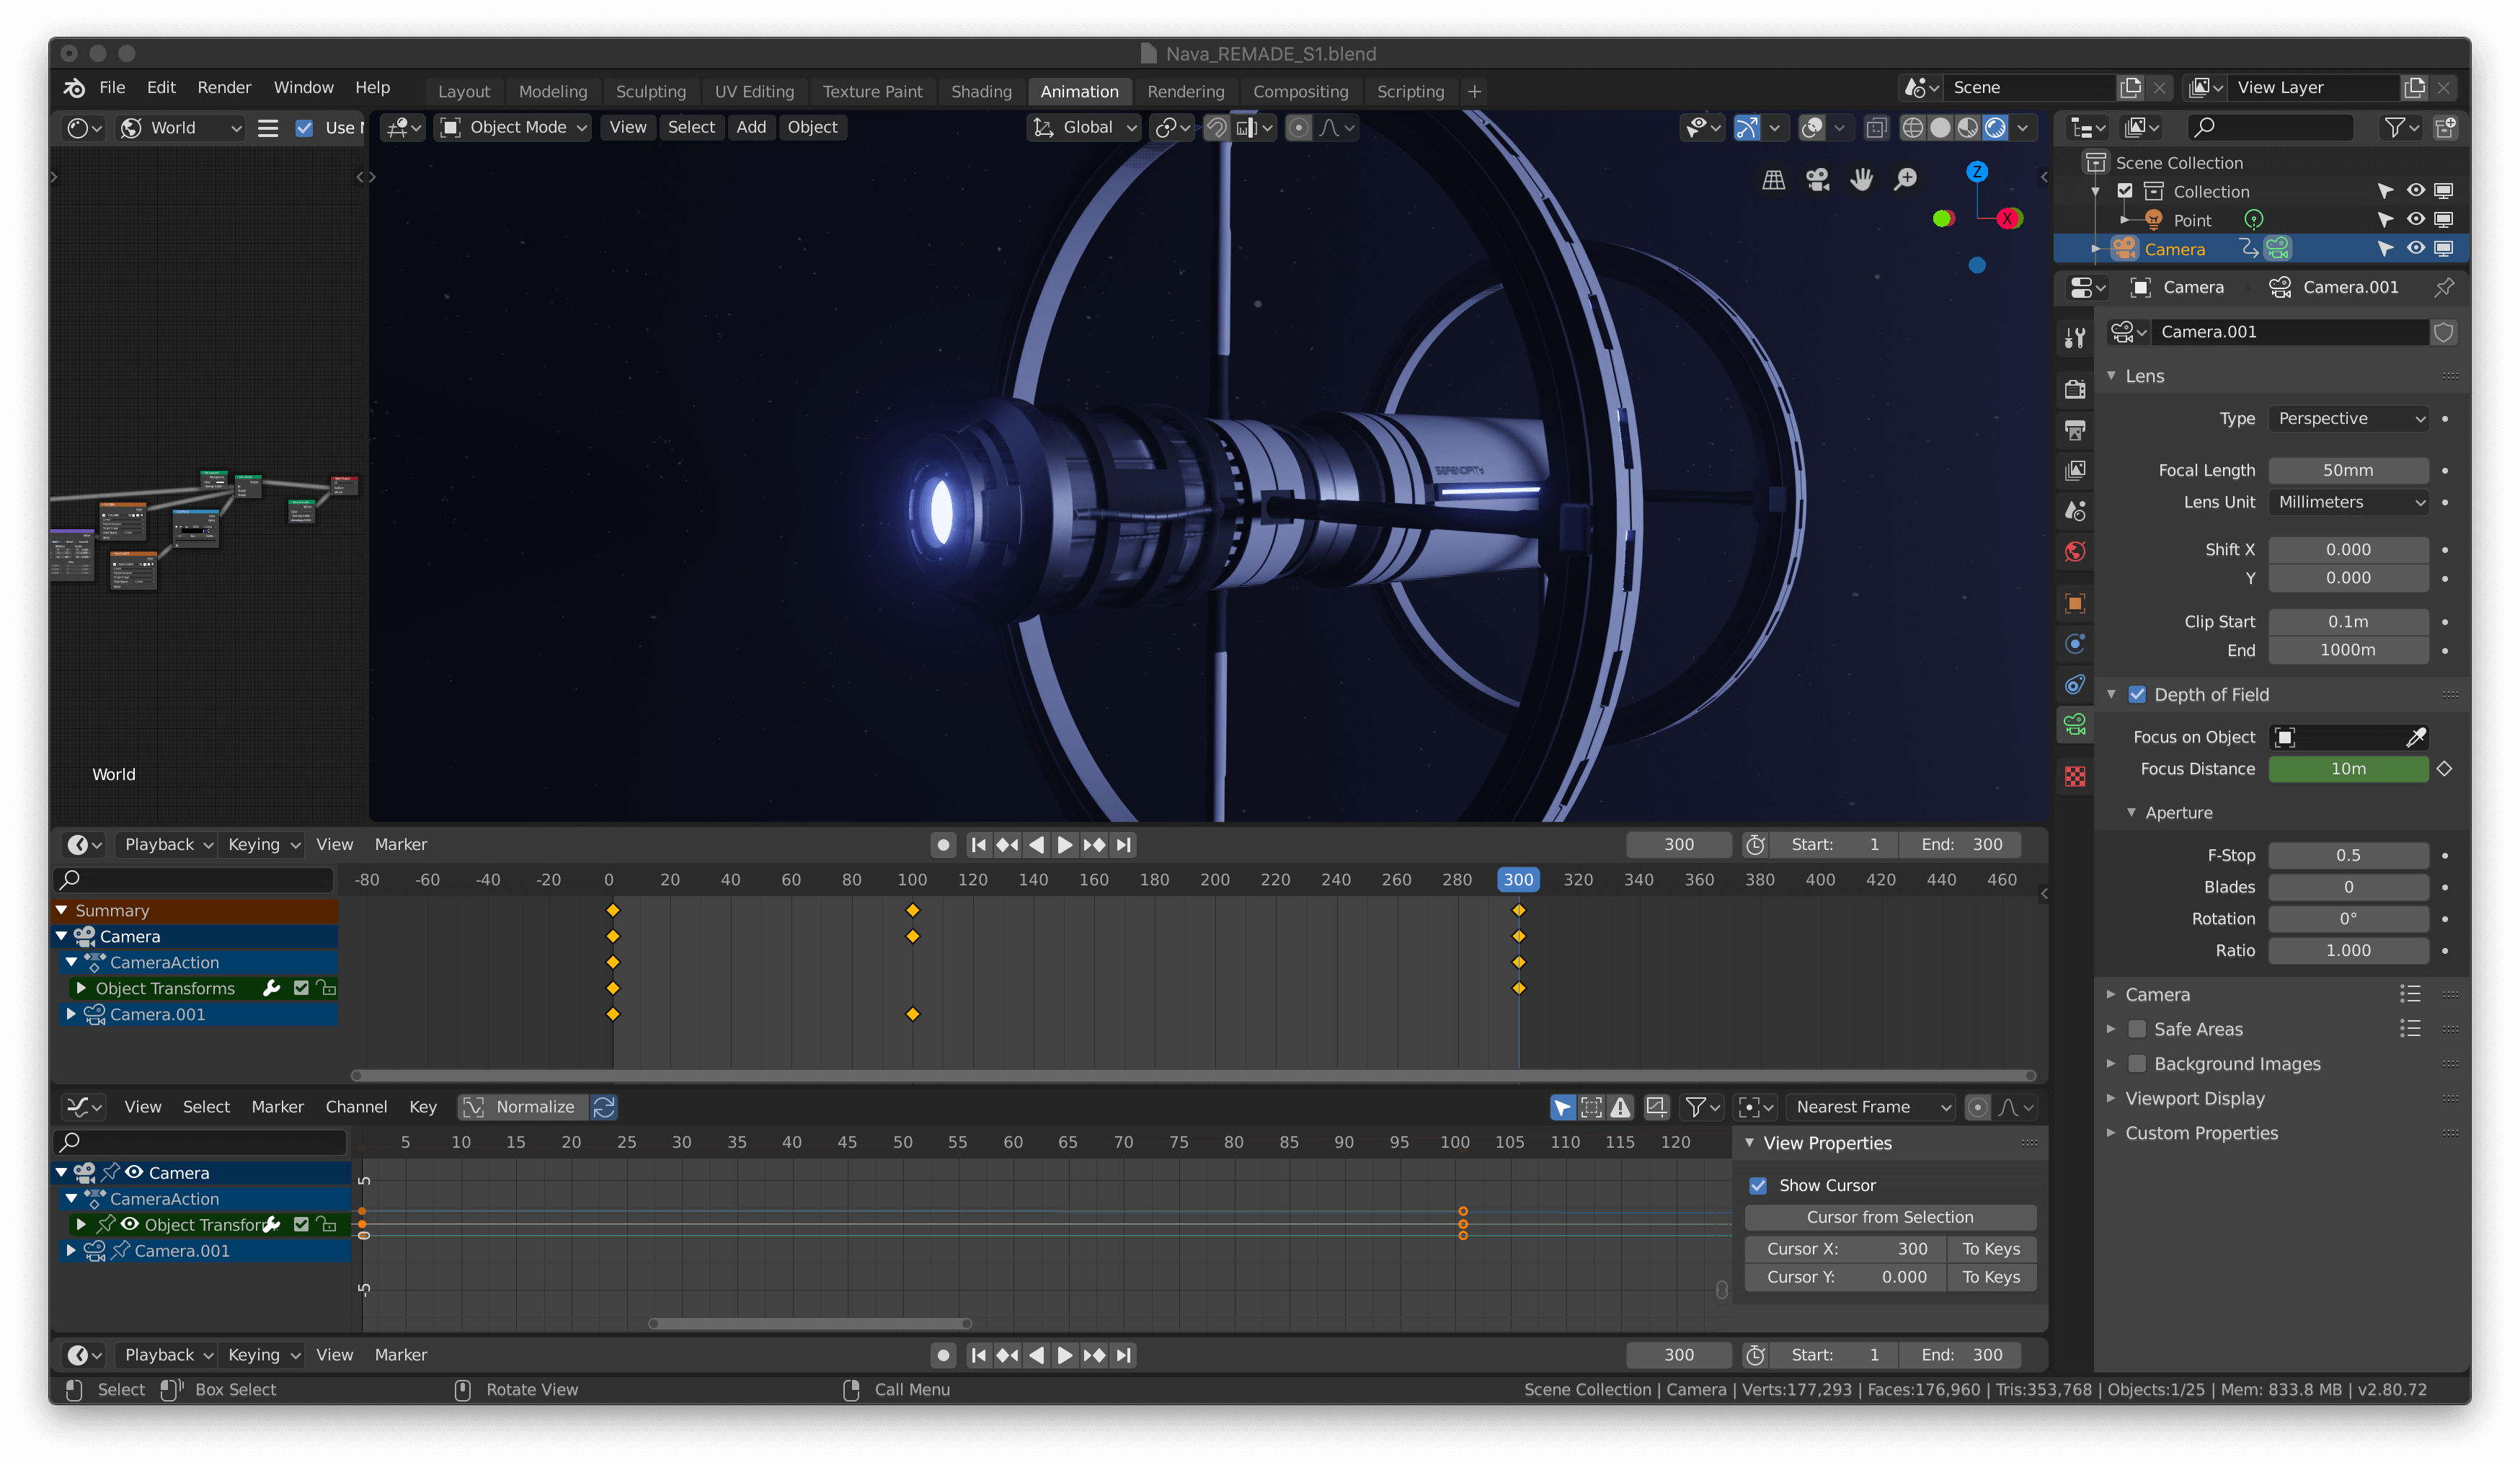 Nava_REMADE_S1.blend
File Edit Render Window Help Layout Modeling Sculpting UV Editing Texture Paint Shading Animation Rendering Compositing Scripting + Scene View Layer
World Use Object Mode View Select Add Object Global
Z
X
SERENDIPITY
World
Scene Collection
Collection
Point
Camera
Camera Camera.001
Camera.001
Lens
Type Perspective
Focal Length 50mm
Lens Unit Millimeters
Shift X 0.000
Y 0.000
Clip Start 0.1m
End 1000m
Depth of Field
Focus on Object
Focus Distance 10m
Aperture
F-Stop 0.5
Blades 0
Rotation 0°
Ratio 1.000
Camera
Safe Areas
Background Images
Viewport Display
Custom Properties
Playback Keying View Marker 300 Start: 1 End: 300
-80 -60 -40 -20 0 20 40 60 80 100 120 140 160 180 200 220 240 260 280 300 320 340 360 380 400 420 440 460
Summary
Camera
CameraAction
Object Transforms
Camera.001
View Select Marker Channel Key Normalize Nearest Frame
5 10 15 20 25 30 35 40 45 50 55 60 65 70 75 80 85 90 95 100 105 110 115 120
Camera
CameraAction
Object Transfor
Camera.001
5
-5
View Properties
Show Cursor
Cursor from Selection
Cursor X: 300 To Keys
Cursor Y: 0.000 To Keys
Playback Keying View Marker 300 Start: 1 End: 300
Select Box Select Rotate View Call Menu Scene Collection | Camera | Verts:177,293 | Faces:176,960 | Tris:353,768 | Objects:1/25 | Mem: 833.8 MB | v2.80.72